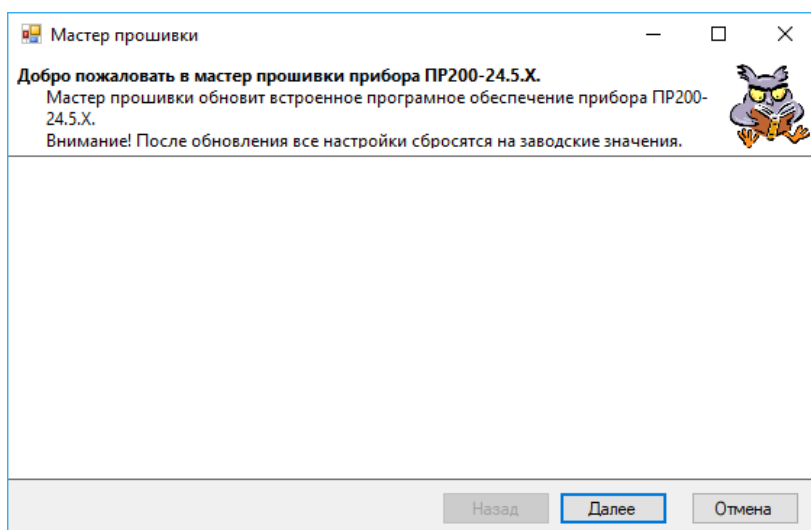 Мастер прошивки
Добро пожаловать в мастер прошивки прибора ПР200-24.5.X.
Мастер прошивки обновит встроенное програмное обеспечение прибора ПР200-
24.5.X.
Внимание! После обновления все настройки сбросятся на заводские значения.
Назад Далее Отмена